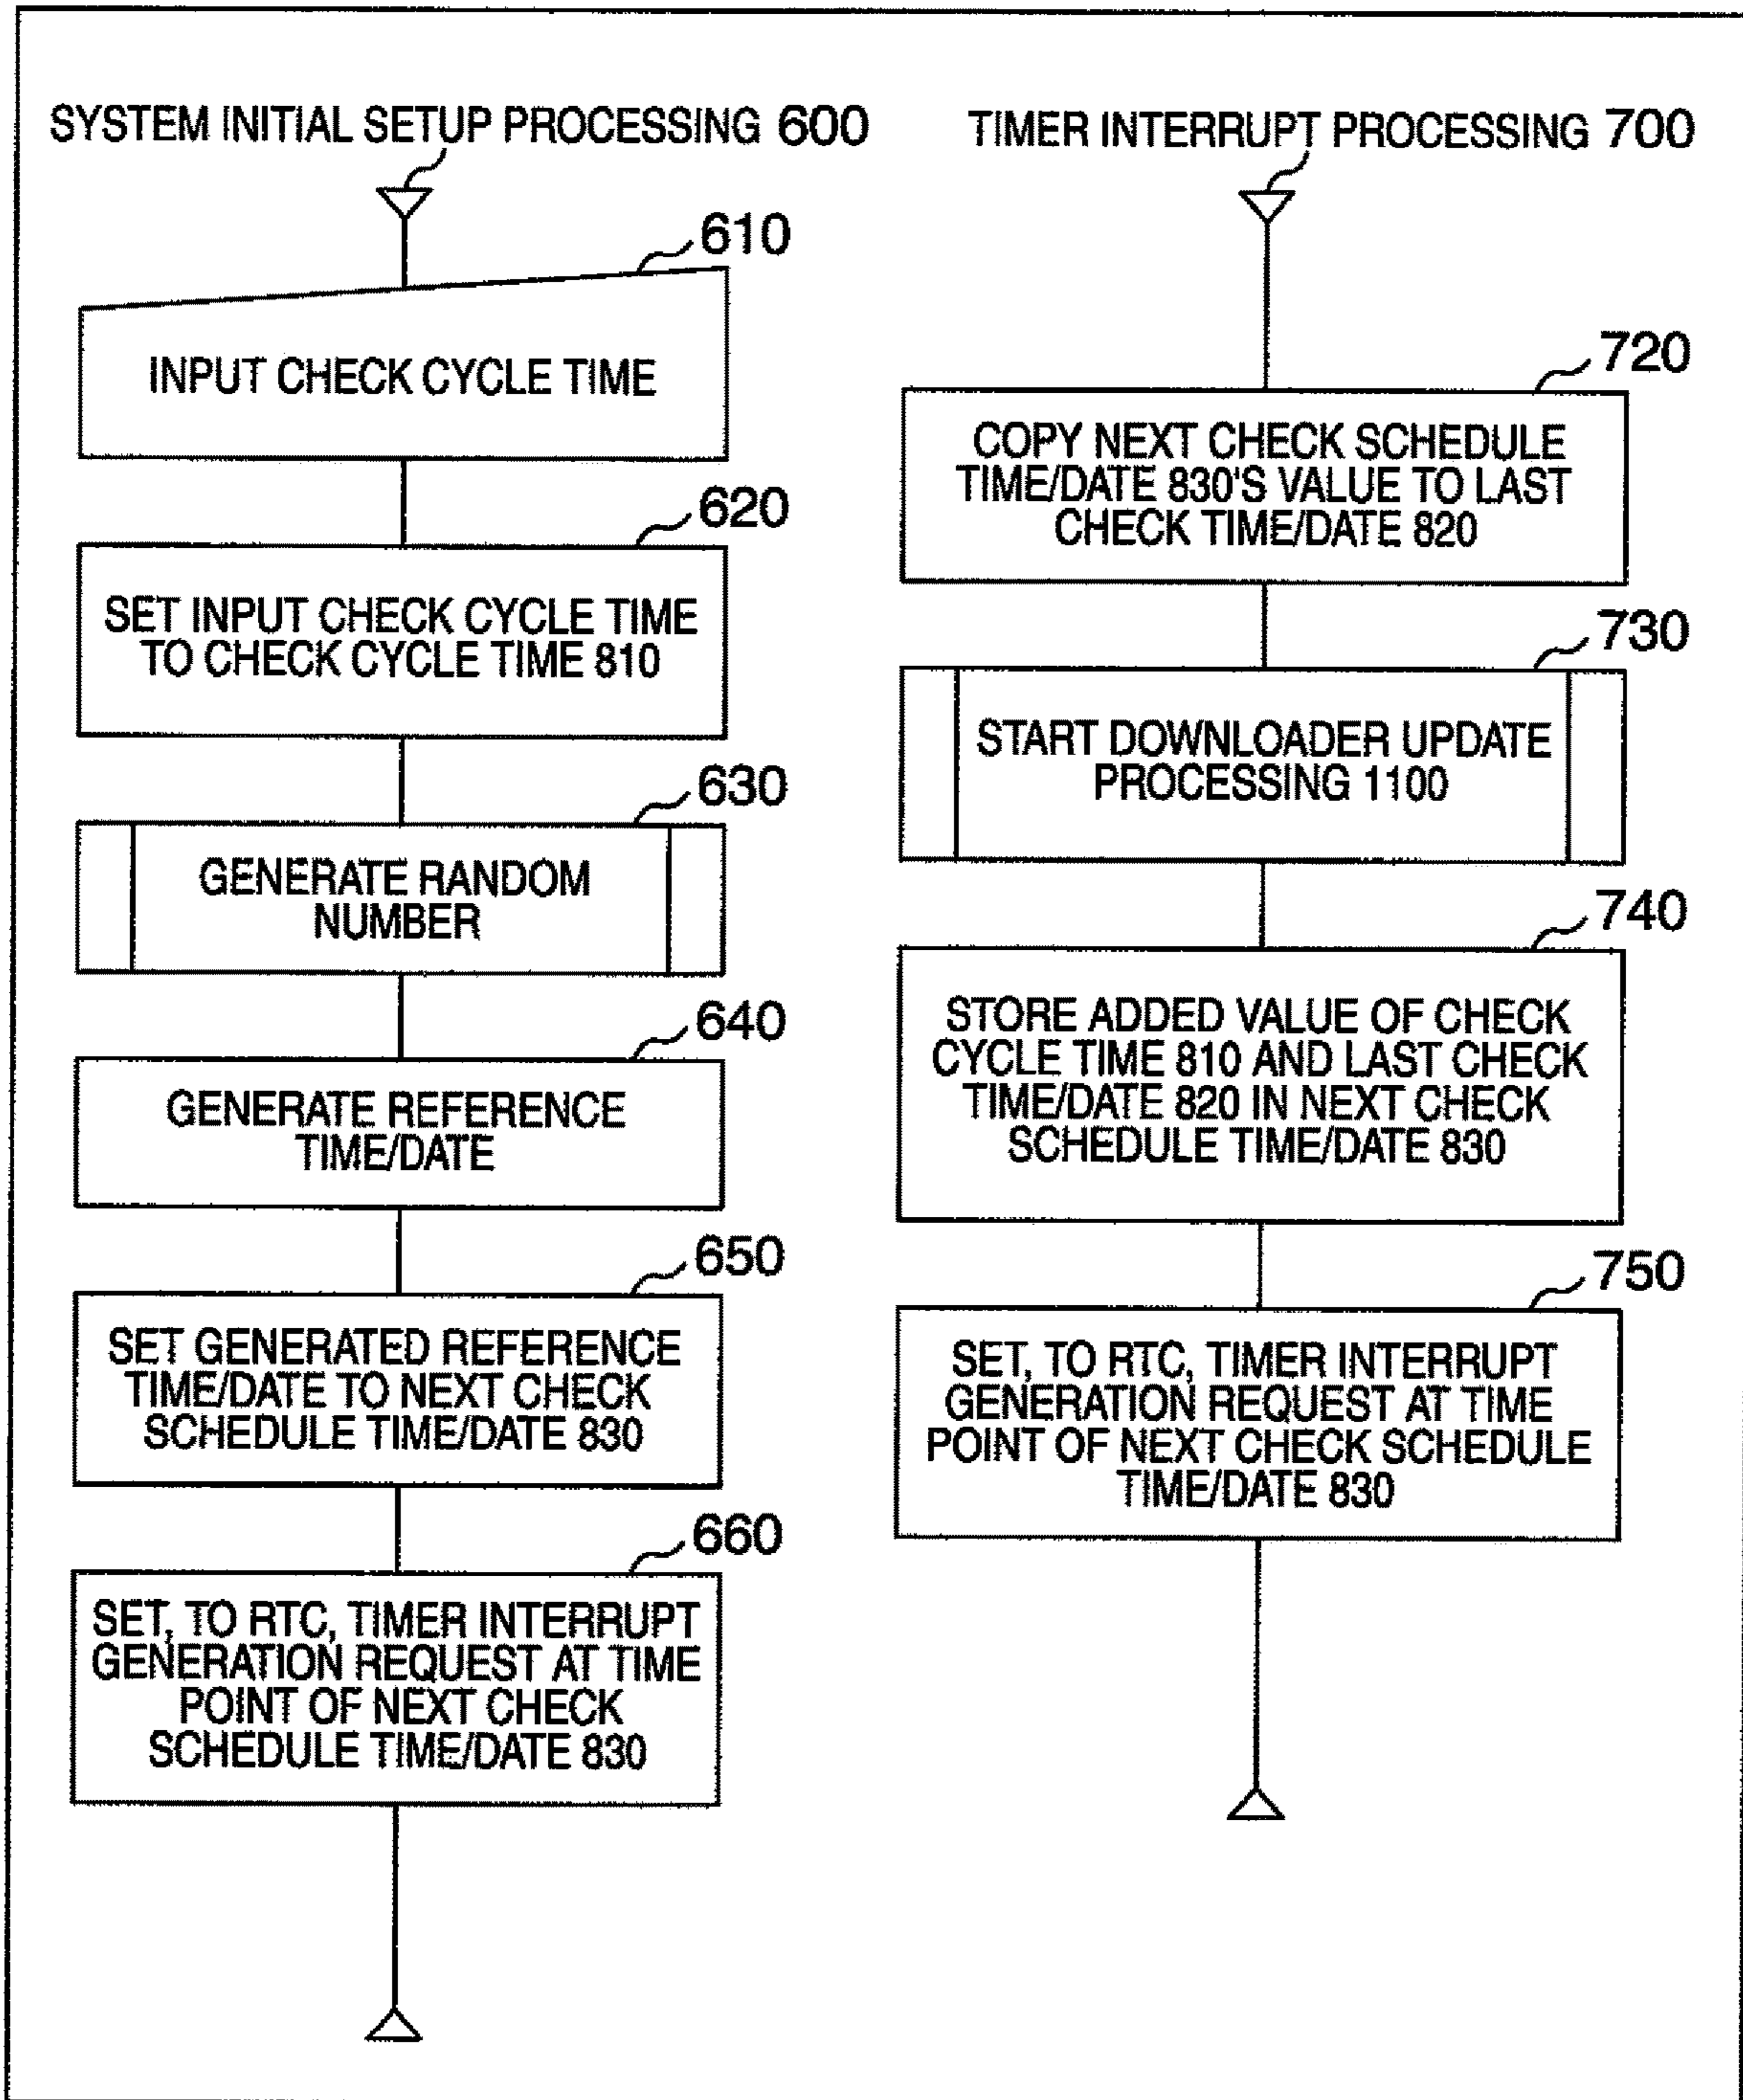 SYSTEM INITIAL SETUP PROCESSING 600
610
INPUT CHECK CYCLE TIME
620
SET INPUT CHECK CYCLE TIME
TO CHECK CYCLE TIME 810
630
GENERATE RANDOM
NUMBER
640
GENERATE REFERENCE
TIME/DATE
650
SET GENERATED REFERENCE
TIME/DATE TO NEXT CHECK
SCHEDULE TIME/DATE 830
660
SET, TO RTC, TIMER INTERRUPT
GENERATION REQUEST AT TIME
POINT OF NEXT CHECK
SCHEDULE TIME/DATE 830
TIMER INTERRUPT PROCESSING 700
720
COPY NEXT CHECK SCHEDULE
TIME/DATE 830'S VALUE TO LAST
CHECK TIME/DATE 820
730
START DOWNLOADER UPDATE
PROCESSING 1100
740
STORE ADDED VALUE OF CHECK
CYCLE TIME 810 AND LAST CHECK
TIME/DATE 820 IN NEXT CHECK
SCHEDULE TIME/DATE 830
750
SET, TO RTC, TIMER INTERRUPT
GENERATION REQUEST AT TIME
POINT OF NEXT CHECK SCHEDULE
TIME/DATE 830